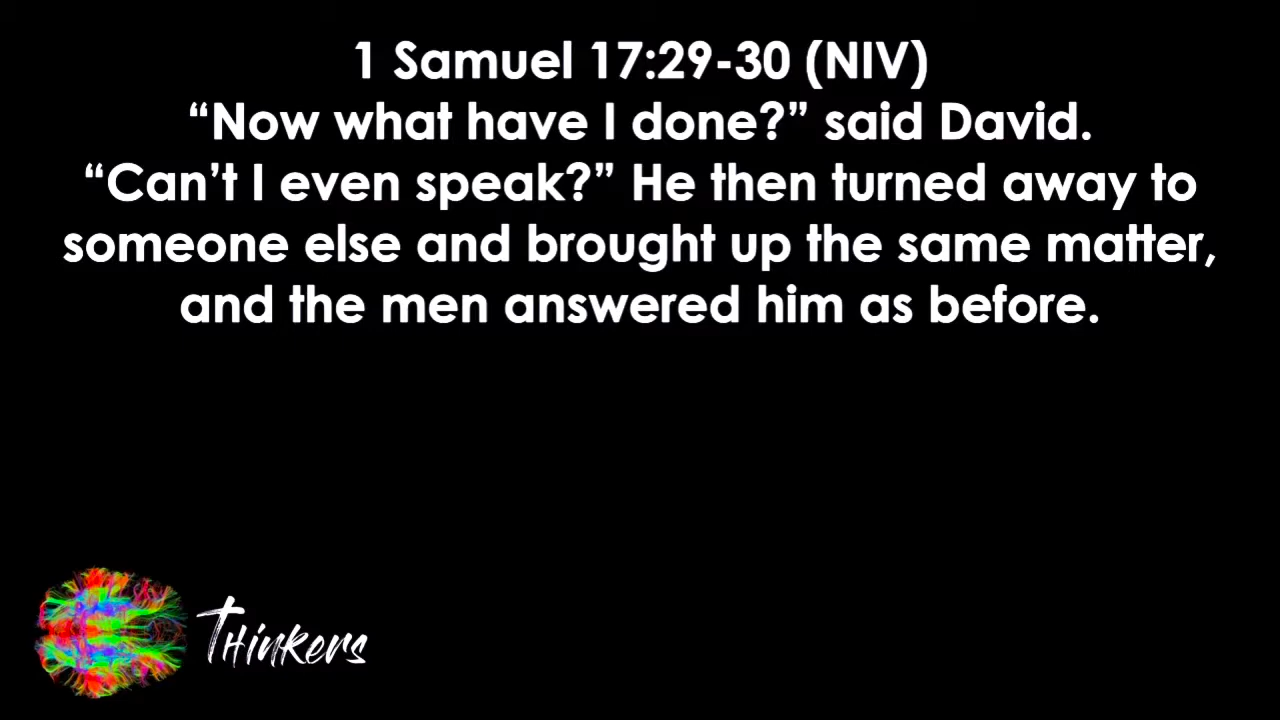 1 Samuel 17:29-30 (NIV)
“Now what have I done?” said David.
“Can’t I even speak?” He then turned away to
someone else and brought up the same matter,
and the men answered him as before.
THinkers